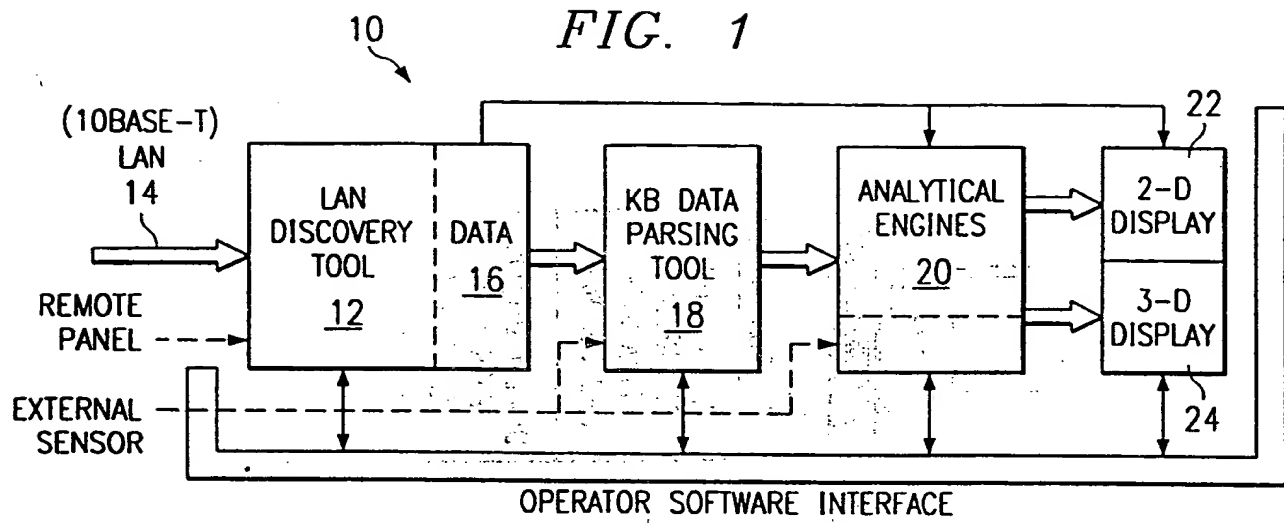 FIG. 1
10
(10BASE-T)
LAN
14
LAN
DISCOVERY
TOOL
12
DATA
16
KB DATA
PARSING
TOOL
18
ANALYTICAL
ENGINES
20
22
2-D
DISPLAY
3-D
DISPLAY
24
REMOTE
PANEL
EXTERNAL
SENSOR
OPERATOR SOFTWARE INTERFACE